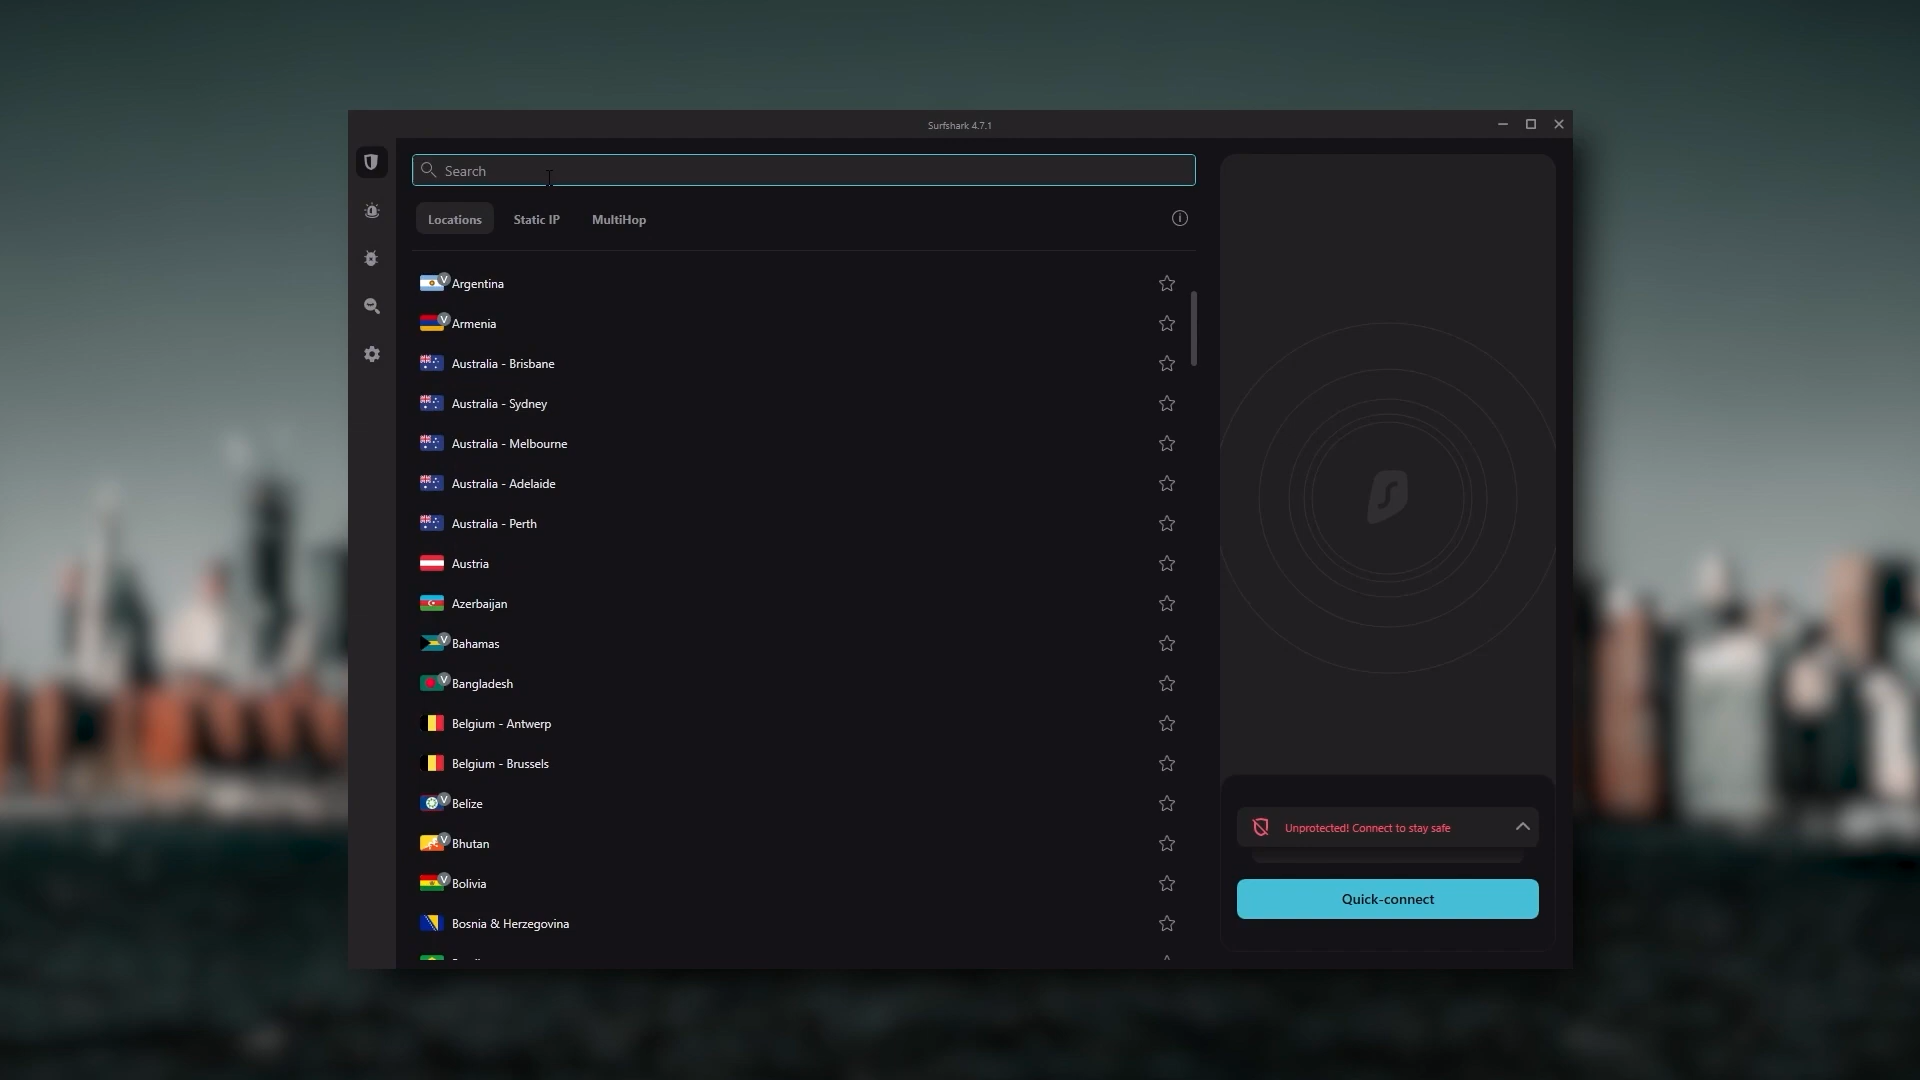 Surfshark 4.7.1
Search
Locations
Static IP
MultiHop
V Argentina
V Armenia
Australia - Brisbane
Australia - Sydney
Australia - Melbourne
Australia - Adelaide
Australia - Perth
Austria
Azerbaijan
V Bahamas
V Bangladesh
Belgium - Antwerp
Belgium - Brussels
V Belize
V Bhutan
V Bolivia
Bosnia & Herzegovina
Unprotected! Connect to stay safe
Quick-connect